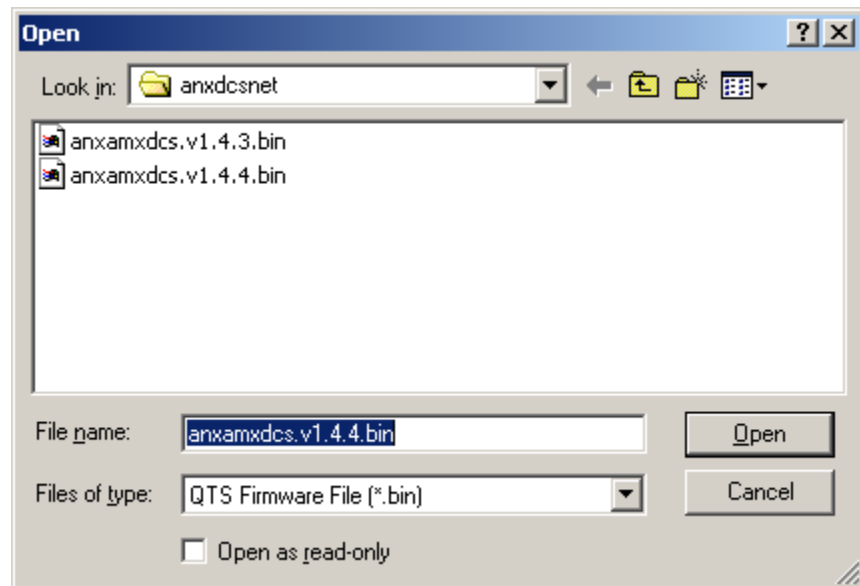 Open
Look in: anxdcsnet
anxamxdcs.v1.4.3.bin
anxamxdcs.v1.4.4.bin
File name: anxamxdcs.v1.4.4.bin Open
Files of type: QTS Firmware File (*.bin) Cancel
Open as read-only